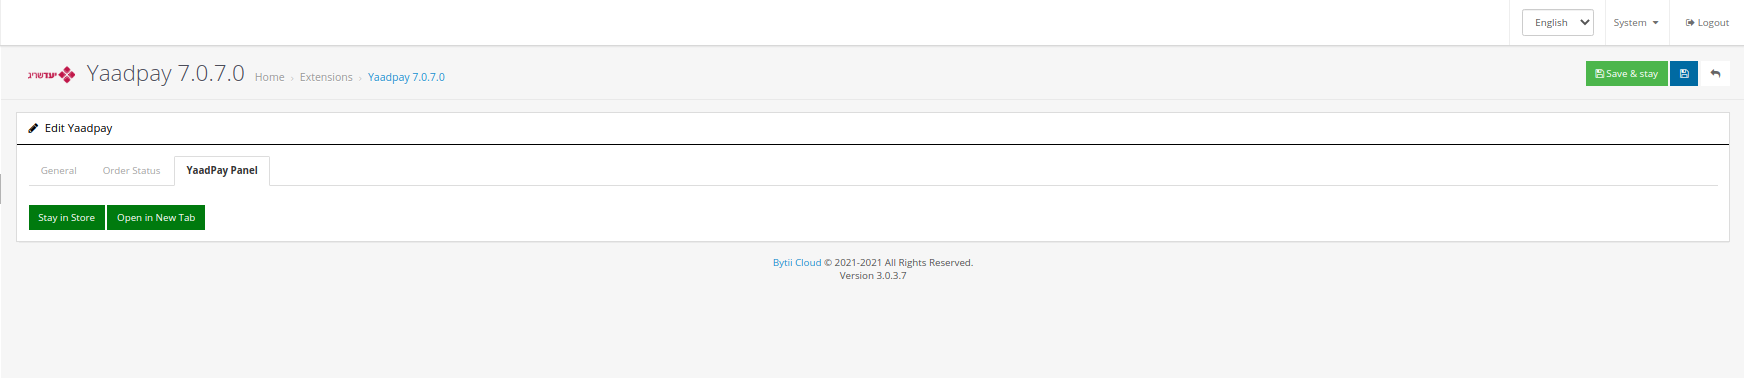 English System Logout
יעדשריג Yaadpay 7.0.7.0 Home › Extensions › Yaadpay 7.0.7.0 Save & stay
Edit Yaadpay
General Order Status YaadPay Panel
Stay in Store Open in New Tab
Bytii Cloud © 2021-2021 All Rights Reserved.
Version 3.0.3.7